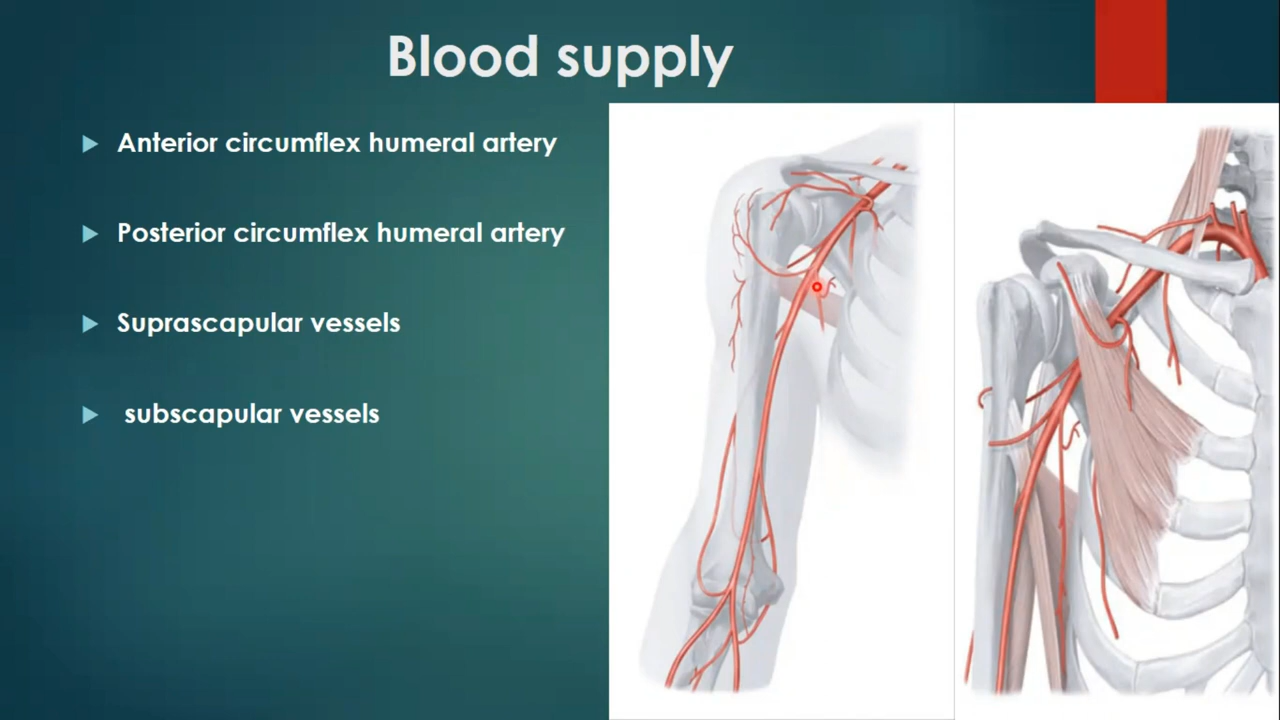 Blood supply
Anterior circumflex humeral artery
Posterior circumflex humeral artery
Suprascapular vessels
subscapular vessels